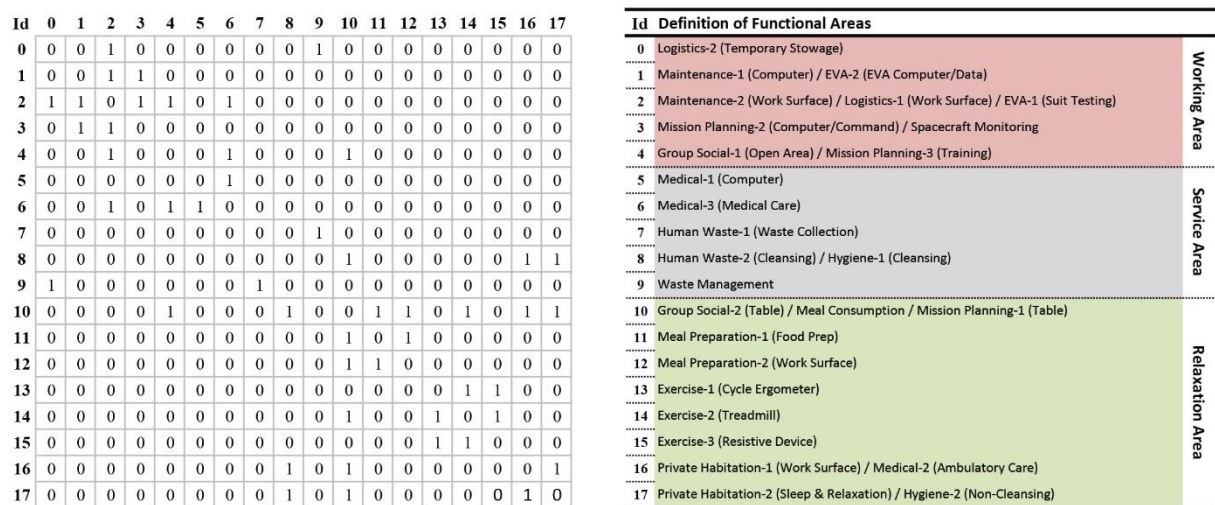 Id 0 1 2 3 4 5 6 7 8 9 10 11 12 13 14 15 16 17
0 0 0 1 0 0 0 0 0 0 1 0 0 0 0 0 0 0 0
1 0 0 1 1 0 0 0 0 0 0 0 0 0 0 0 0 0 0
2 1 1 0 1 1 0 1 0 0 0 0 0 0 0 0 0 0 0
3 0 1 1 0 0 0 0 0 0 0 0 0 0 0 0 0 0 0
4 0 0 1 0 0 0 1 0 0 0 1 0 0 0 0 0 0 0
5 0 0 0 0 0 0 1 0 0 0 0 0 0 0 0 0 0 0
6 0 0 1 0 1 1 0 0 0 0 0 0 0 0 0 0 0 0
7 0 0 0 0 0 0 0 0 0 1 0 0 0 0 0 0 0 0
8 0 0 0 0 0 0 0 0 0 0 1 0 0 0 0 0 1 1
9 1 0 0 0 0 0 0 1 0 0 0 0 0 0 0 0 0 0
10 0 0 0 0 1 0 0 0 1 0 0 1 1 0 1 0 1 1
11 0 0 0 0 0 0 0 0 0 0 1 0 1 0 0 0 0 0
12 0 0 0 0 0 0 0 0 0 0 1 1 0 0 0 0 0 0
13 0 0 0 0 0 0 0 0 0 0 0 0 0 0 1 1 0 0
14 0 0 0 0 0 0 0 0 0 0 1 0 0 1 0 1 0 0
15 0 0 0 0 0 0 0 0 0 0 0 0 0 1 1 0 0 0
16 0 0 0 0 0 0 0 0 1 0 1 0 0 0 0 0 0 1
17 0 0 0 0 0 0 0 0 1 0 1 0 0 0 0 0 1 0
Id Definition of Functional Areas
0 Logistics-2 (Temporary Stowage)
1 Maintenance-1 (Computer) / EVA-2 (EVA Computer/Data)
2 Maintenance-2 (Work Surface) / Logistics-1 (Work Surface) / EVA-1 (Suit Testing)
3 Mission Planning-2 (Computer/Command) / Spacecraft Monitoring
4 Group Social-1 (Open Area) / Mission Planning-3 (Training)
Working Area
5 Medical-1 (Computer)
6 Medical-3 (Medical Care)
7 Human Waste-1 (Waste Collection)
8 Human Waste-2 (Cleansing) / Hygiene-1 (Cleansing)
9 Waste Management
Service Area
10 Group Social-2 (Table) / Meal Consumption / Mission Planning-1 (Table)
11 Meal Preparation-1 (Food Prep)
12 Meal Preparation-2 (Work Surface)
13 Exercise-1 (Cycle Ergometer)
14 Exercise-2 (Treadmill)
15 Exercise-3 (Resistive Device)
16 Private Habitation-1 (Work Surface) / Medical-2 (Ambulatory Care)
17 Private Habitation-2 (Sleep & Relaxation) / Hygiene-2 (Non-Cleansing)
Relaxation Area